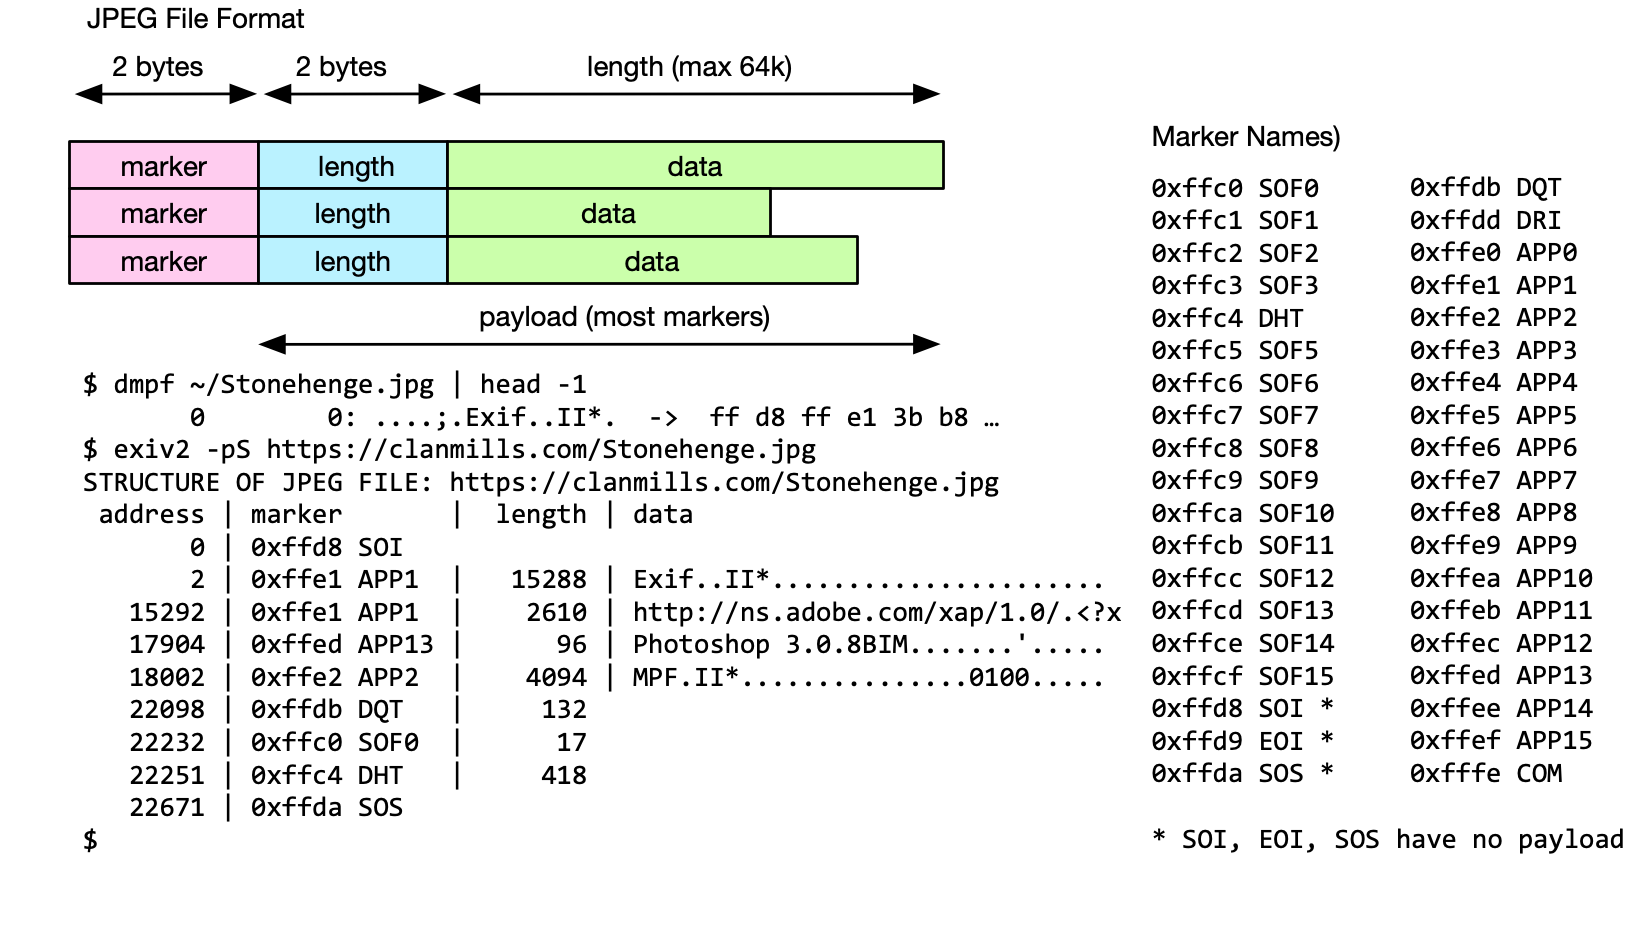 JPEG File Format
2 bytes 2 bytes length (max 64k)
marker length data
marker length data
marker length data
payload (most markers)
$ dmpf ~/Stonehenge.jpg | head -1
       0        0: ....;.Exif..II*.  ->  ff d8 ff e1 3b b8 …
$ exiv2 -pS https://clanmills.com/Stonehenge.jpg
STRUCTURE OF JPEG FILE: https://clanmills.com/Stonehenge.jpg
 address | marker       |  length | data
       0 | 0xffd8 SOI
       2 | 0xffe1 APP1  |   15288 | Exif..II*......................
   15292 | 0xffe1 APP1  |    2610 | http://ns.adobe.com/xap/1.0/.<?x
   17904 | 0xffed APP13 |      96 | Photoshop 3.0.8BIM.......'.....
   18002 | 0xffe2 APP2  |    4094 | MPF.II*...............0100.....
   22098 | 0xffdb DQT   |     132
   22232 | 0xffc0 SOF0  |      17
   22251 | 0xffc4 DHT   |     418
   22671 | 0xffda SOS
$
Marker Names)
0xffc0 SOF0
0xffc1 SOF1
0xffc2 SOF2
0xffc3 SOF3
0xffc4 DHT
0xffc5 SOF5
0xffc6 SOF6
0xffc7 SOF7
0xffc8 SOF8
0xffc9 SOF9
0xffca SOF10
0xffcb SOF11
0xffcc SOF12
0xffcd SOF13
0xffce SOF14
0xffcf SOF15
0xffd8 SOI *
0xffd9 EOI *
0xffda SOS *
0xffdb DQT
0xffdd DRI
0xffe0 APP0
0xffe1 APP1
0xffe2 APP2
0xffe3 APP3
0xffe4 APP4
0xffe5 APP5
0xffe6 APP6
0xffe7 APP7
0xffe8 APP8
0xffe9 APP9
0xffea APP10
0xffeb APP11
0xffec APP12
0xffed APP13
0xffee APP14
0xffef APP15
0xfffe COM
* SOI, EOI, SOS have no payload